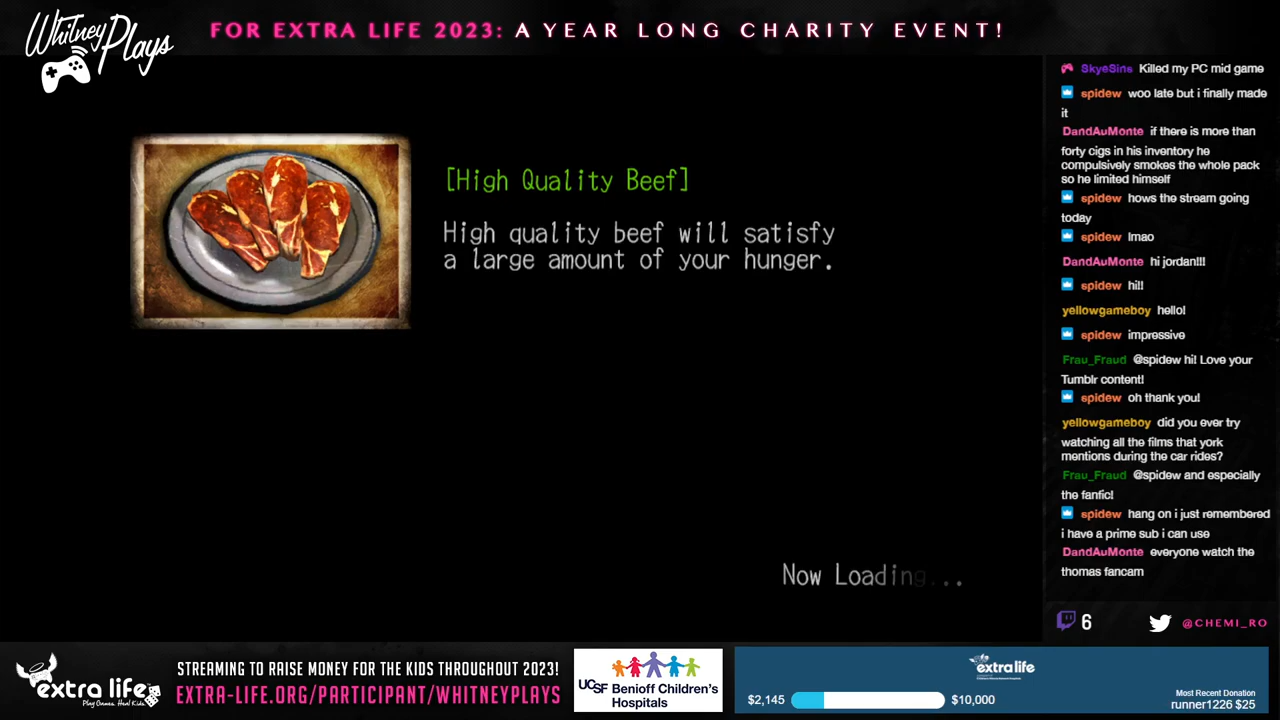 Whitney Plays
FOR EXTRA LIFE 2023: A YEAR LONG CHARITY EVENT!
[High Quality Beef]
High quality beef will satisfy
a large amount of your hunger.
Now Loading...
SkyeSins Killed my PC mid game
spidew woo late but i finally made
it
DandAuMonte if there is more than
forty cigs in his inventory he
compulsively smokes the whole pack
so he limited himself
spidew hows the stream going
today
spidew lmao
DandAuMonte hi jordan!!!
spidew hi!!
yellowgameboy hello!
spidew impressive
Frau_Fraud @spidew hi! Love your
Tumblr content!
spidew oh thank you!
yellowgameboy did you ever try
watching all the films that york
mentions during the car rides?
Frau_Fraud @spidew and especially
the fanfic!
spidew hang on i just remembered
i have a prime sub i can use
DandAuMonte everyone watch the
thomas fancam
6 @CHEMI_RO
extra life
Play Games. Heal Kids.
STREAMING TO RAISE MONEY FOR THE KIDS THROUGHOUT 2023!
EXTRA-LIFE.ORG/PARTICIPANT/WHITNEYPLAYS
UCSF Benioff Children's
Hospitals
extra life
$2,145 $10,000
Most Recent Donation
runner1226 $25